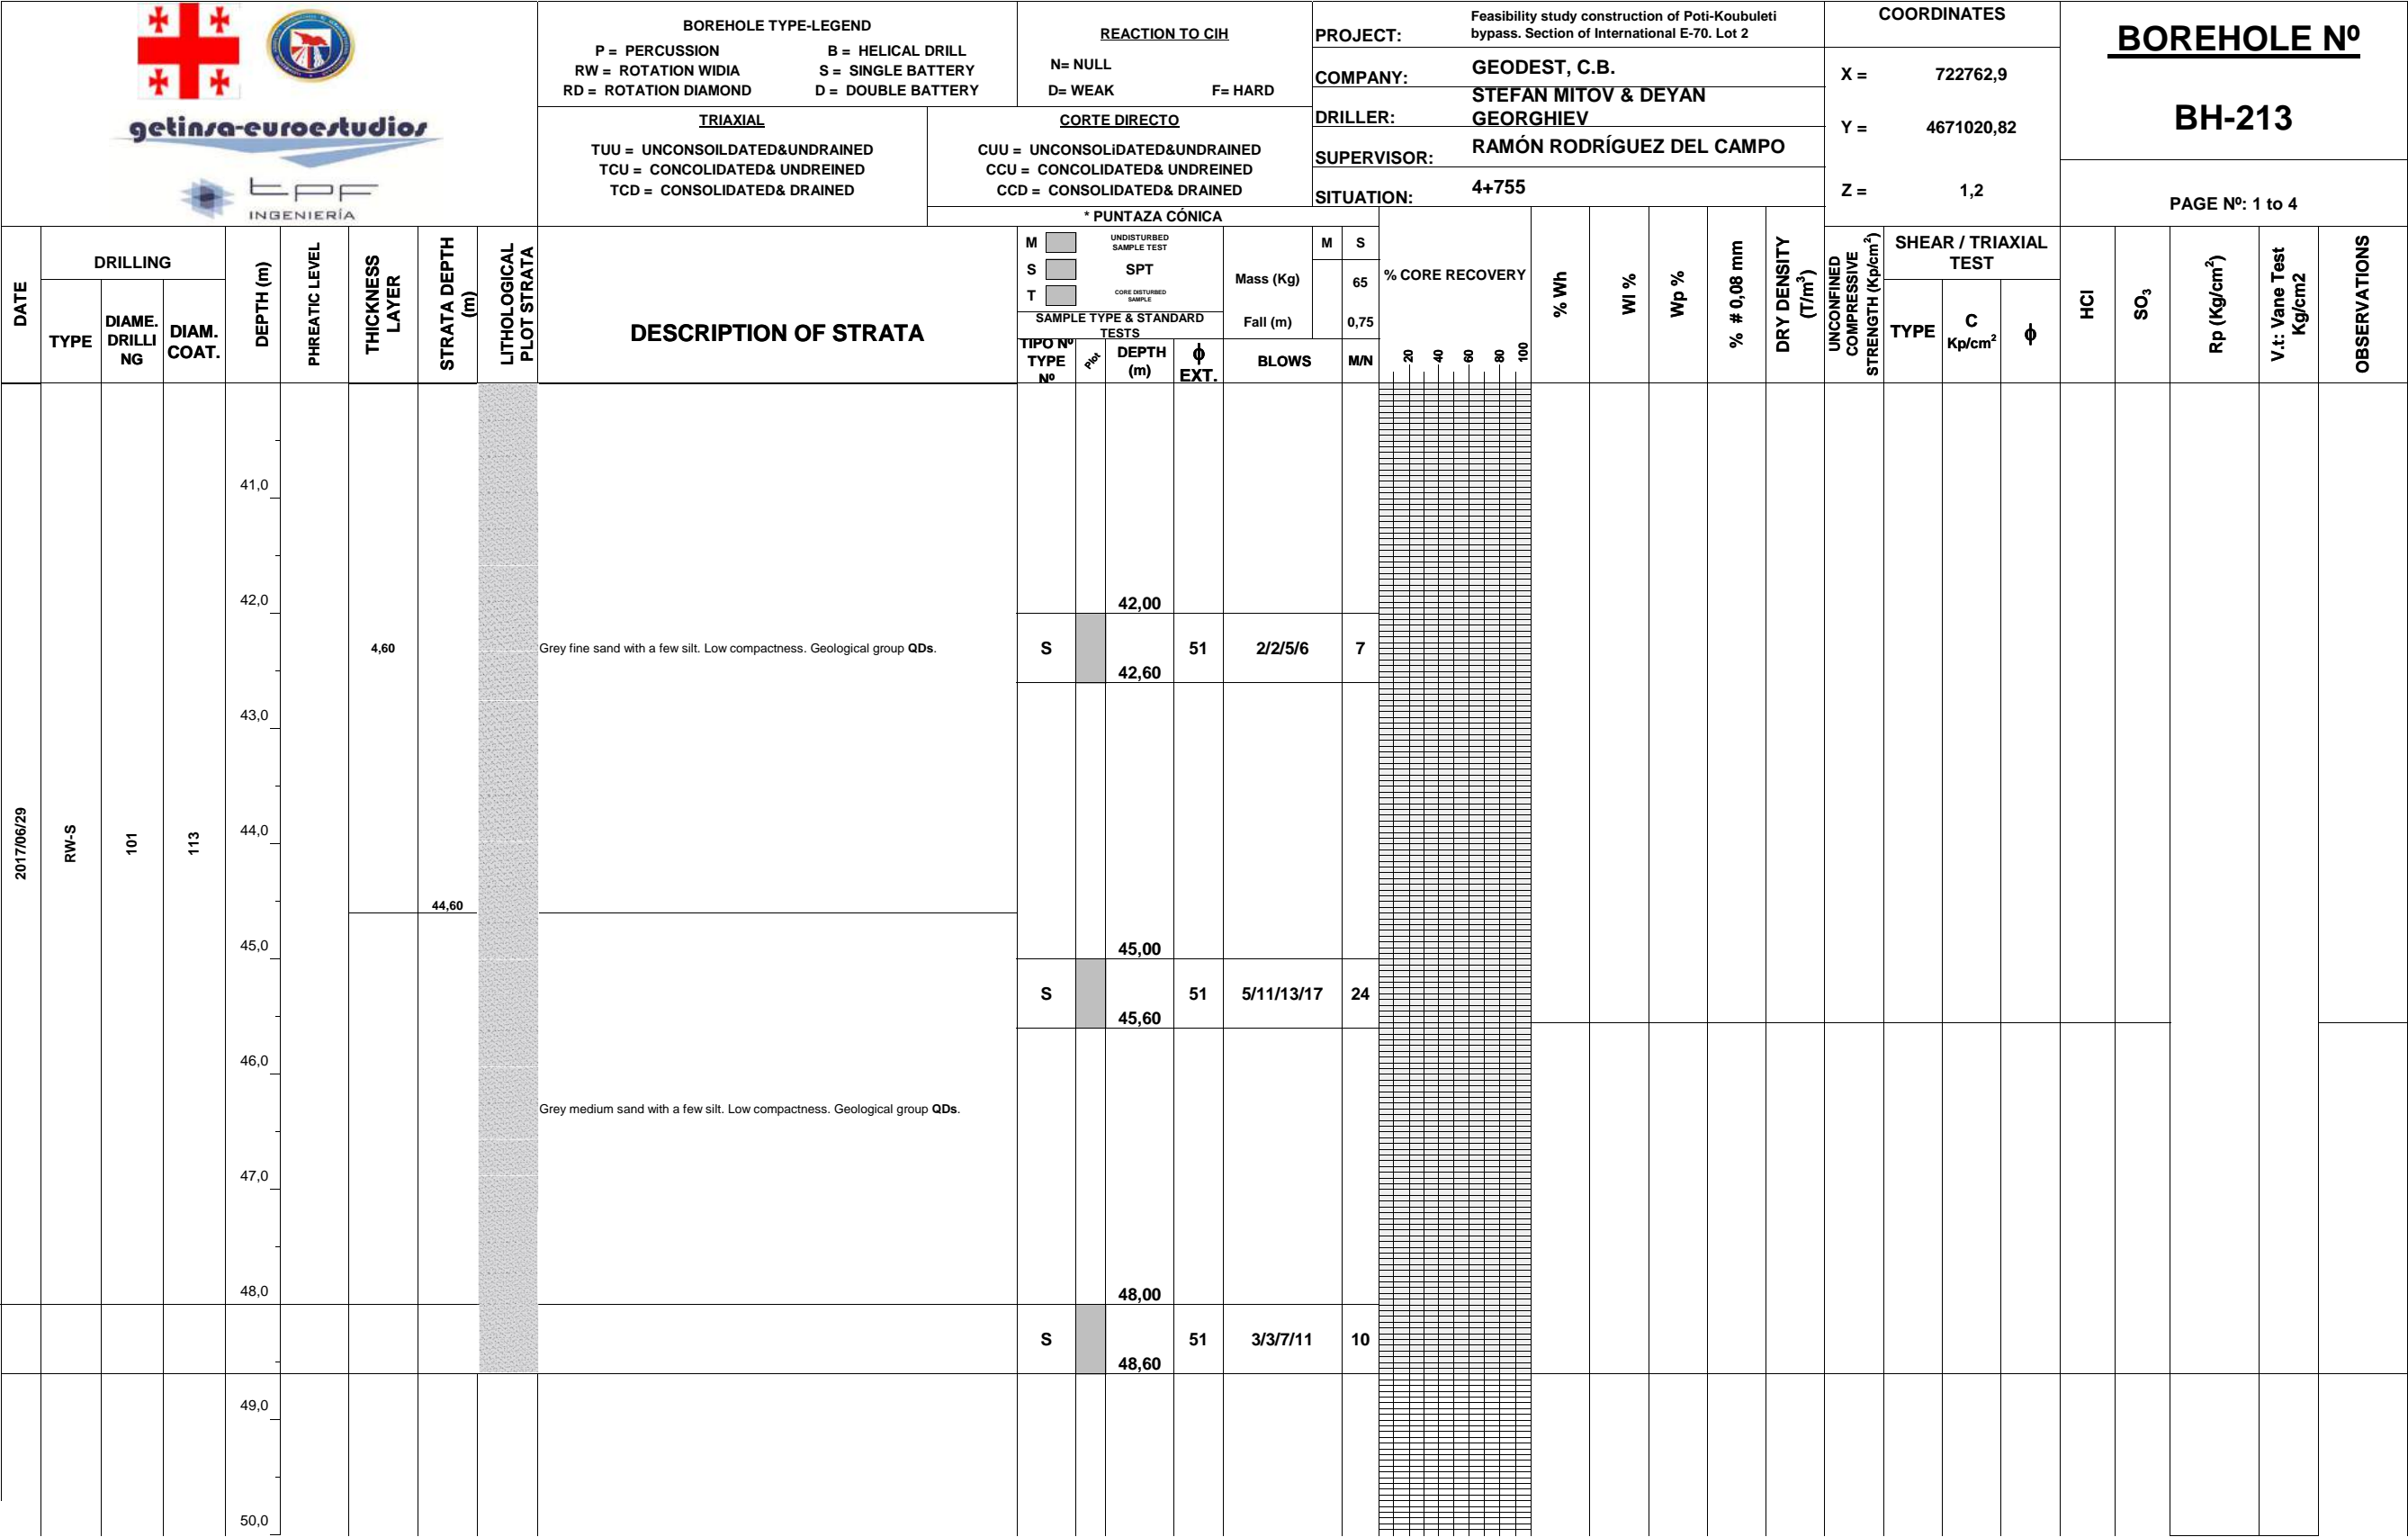 getinsa-euroestudios
tpf
INGENIERÍA
BOREHOLE TYPE-LEGEND
P = PERCUSSION
B = HELICAL DRILL
RW = ROTATION WIDIA
S = SINGLE BATTERY
RD = ROTATION DIAMOND
D = DOUBLE BATTERY
REACTION TO CIH
N= NULL
D= WEAK
F= HARD
TRIAXIAL
TUU = UNCONSOILDATED&UNDRAINED
TCU = CONCOLIDATED& UNDREINED
TCD = CONSOLIDATED& DRAINED
CORTE DIRECTO
CUU = UNCONSOLiDATED&UNDRAINED
CCU = CONCOLIDATED& UNDREINED
CCD = CONSOLIDATED& DRAINED
* PUNTAZA CÓNICA
PROJECT:
Feasibility study construction of Poti-Koubuleti
bypass. Section of International E-70. Lot 2
COMPANY:
GEODEST, C.B.
DRILLER:
STEFAN MITOV & DEYAN
GEORGHIEV
SUPERVISOR:
RAMÓN RODRÍGUEZ DEL CAMPO
SITUATION:
4+755
COORDINATES
X = 722762,9
Y = 4671020,82
Z = 1,2
BOREHOLE Nº
BH-213
PAGE Nº: 1 to 4
DATE
DRILLING
TYPE
DIAME.
DRILLI
NG
DIAM.
COAT.
DEPTH (m)
PHREATIC LEVEL
THICKNESS
LAYER
STRATA DEPTH
(m)
LITHOLOGICAL
PLOT STRATA
DESCRIPTION OF STRATA
M
UNDISTURBED
SAMPLE TEST
S
SPT
T
CORE DISTURBED
SAMPLE
SAMPLE TYPE & STANDARD
TESTS
TIPO Nº
TYPE
Nº
Plot
DEPTH
(m)
ϕ
EXT.
M S
Mass (Kg) 65
Fall (m) 0,75
BLOWS
M/N
% CORE RECOVERY
20 40 60 80 100
% Wh
Wl %
Wp %
% # 0,08 mm
DRY DENSITY
(T/m³)
UNCONFINED
COMPRESSIVE
STRENGTH (Kp/cm²)
SHEAR / TRIAXIAL
TEST
TYPE
C
Kp/cm²
ϕ
HCl
SO₃
Rp (Kg/cm²)
V.t: Vane Test
Kg/cm2
OBSERVATIONS
41,0
42,0
42,00
4,60
Grey fine sand with a few silt. Low compactness. Geological group QDs.
S 51 2/2/5/6 7
42,60
43,0
2017/06/29
RW-S
101
113
44,0
44,60
45,0
45,00
S 51 5/11/13/17 24
45,60
46,0
Grey medium sand with a few silt. Low compactness. Geological group QDs.
47,0
48,0
48,00
S 51 3/3/7/11 10
48,60
49,0
50,0